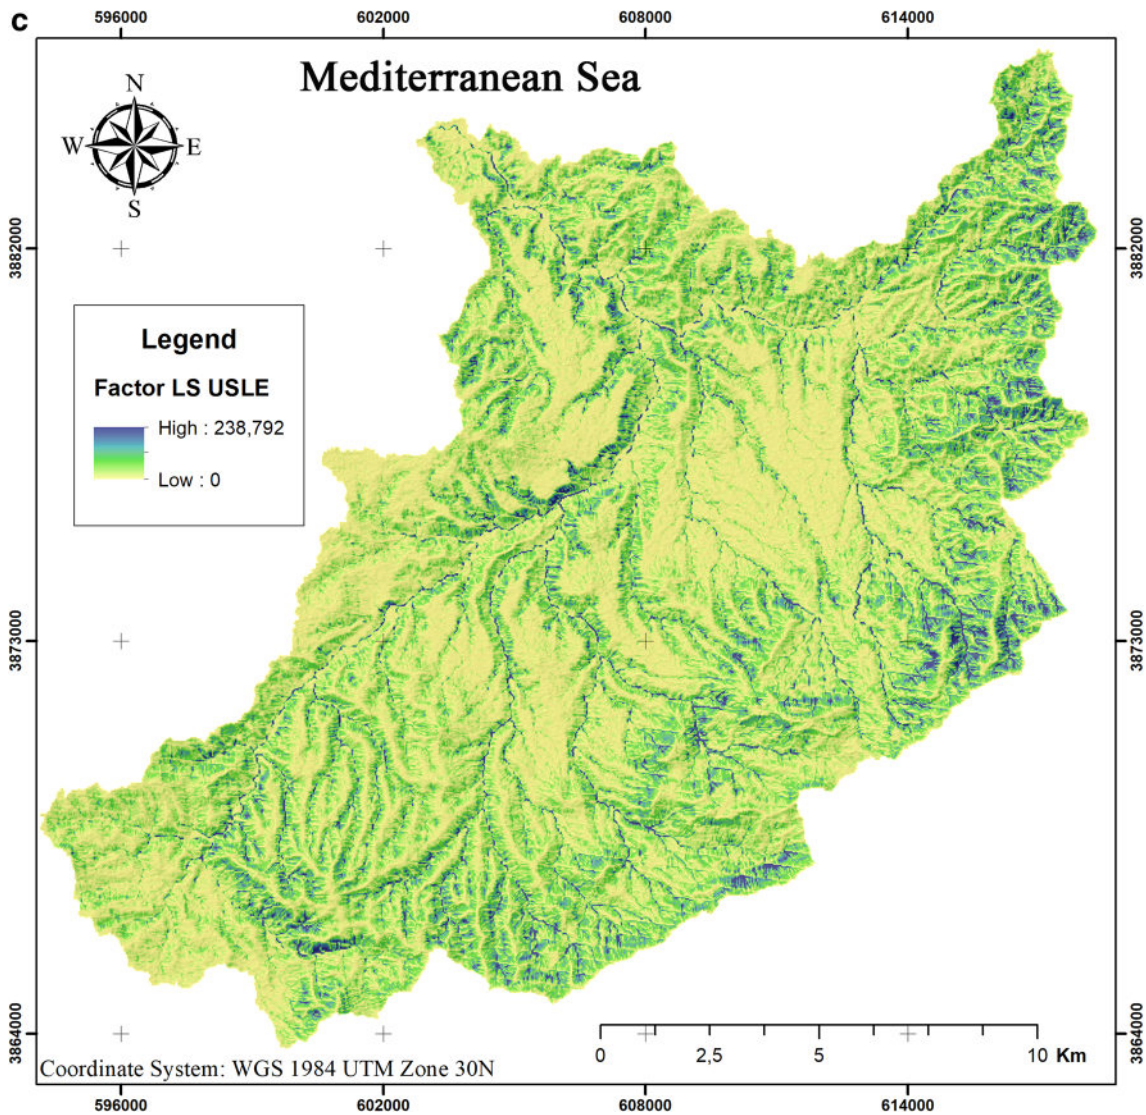 c
596000 602000 608000 614000
Mediterranean Sea
N
W E
S
3882000 3882000
Legend
Factor LS USLE
High : 238,792
Low : 0
3873000 3873000
3864000 3864000
0 2,5 5 10 Km
Coordinate System: WGS 1984 UTM Zone 30N
596000 602000 608000 614000